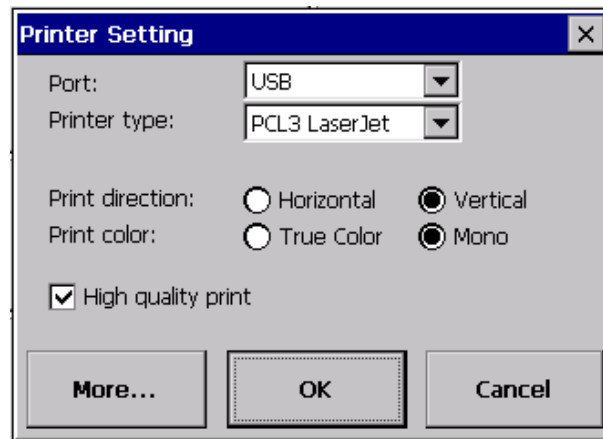 Printer Setting
Port: USB
Printer type: PCL3 LaserJet
Print direction: Horizontal Vertical
Print color: True Color Mono
High quality print
More... OK Cancel